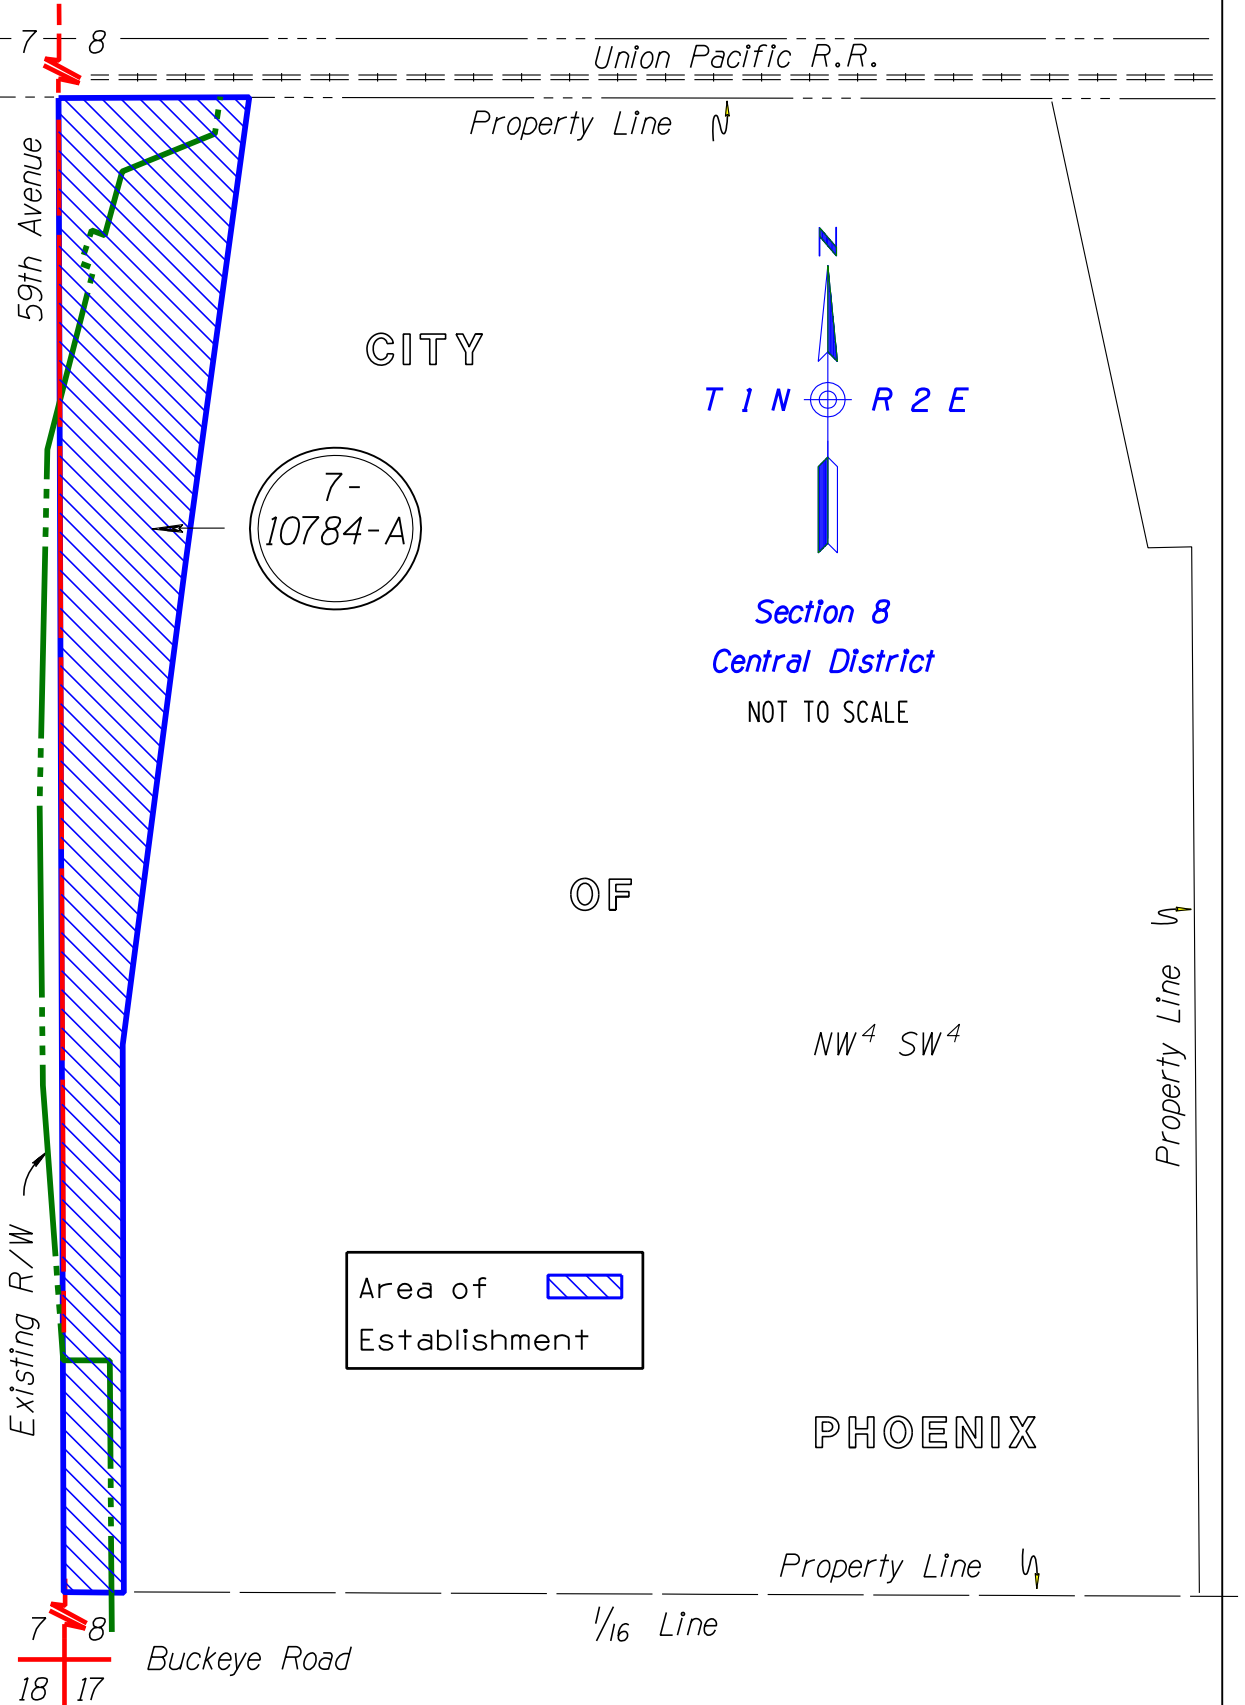 7 8
Union Pacific R.R.
Property Line
59th Avenue
N
CITY
T 1 N R 2 E
7-
10784-A
Section 8
Central District
NOT TO SCALE
OF
Property Line
NW⁴ SW⁴
Existing R/W
Area of
Establishment
PHOENIX
Property Line
1/16 Line
7 8
Buckeye Road
18 17